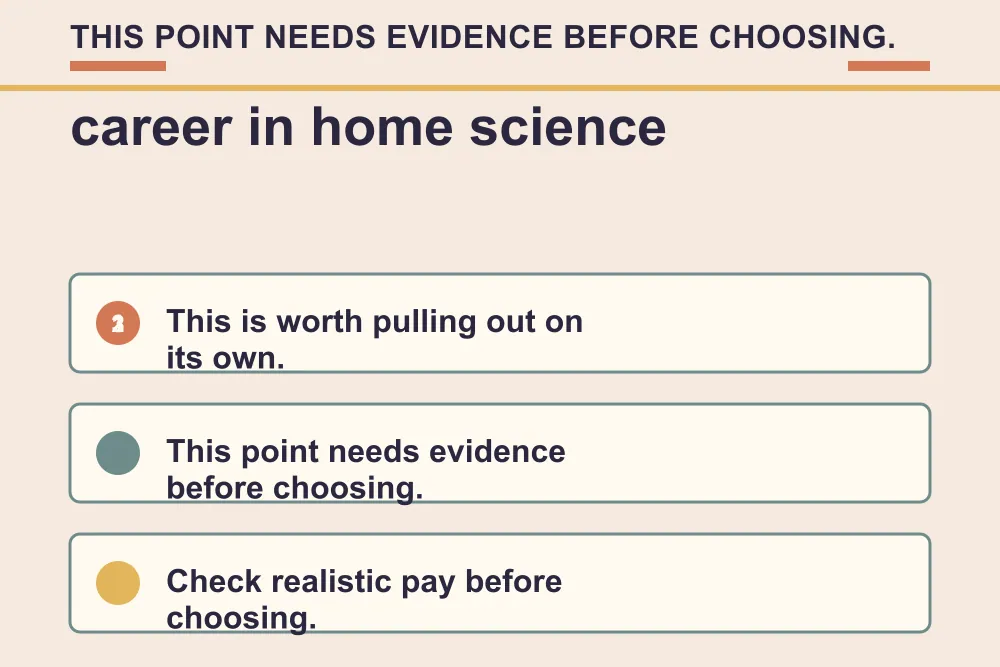 THIS POINT NEEDS EVIDENCE BEFORE CHOOSING.
career in home science
This is worth pulling out on
its own.
This point needs evidence
before choosing.
Check realistic pay before
choosing.